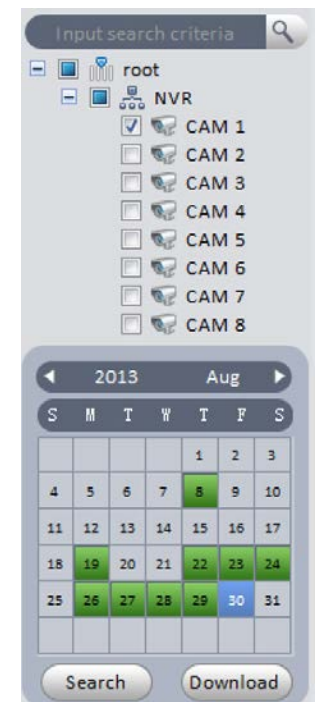 Input search criteria
root
NVR
CAM 1
CAM 2
CAM 3
CAM 4
CAM 5
CAM 6
CAM 7
CAM 8
2013 Aug
S M T W T F S
1 2 3
4 5 6 7 8 9 10
11 12 13 14 15 16 17
18 19 20 21 22 23 24
25 26 27 28 29 30 31
Search Download